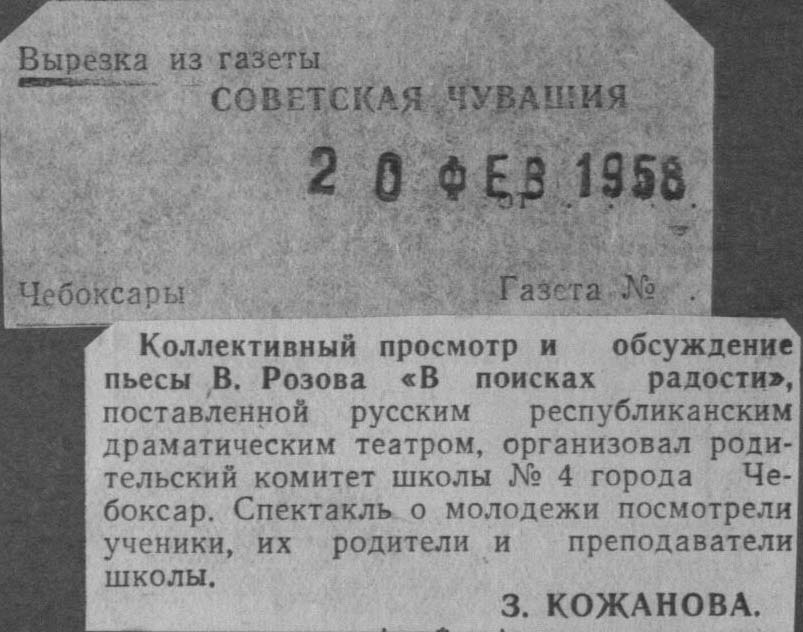 Вырезка из газеты
СОВЕТСКАЯ ЧУВАШИЯ
20 ФЕВ 1958
от . . . . .
Чебоксары
Газета № .
Коллективный просмотр и обсуждение
пьесы В. Розова «В поисках радости»,
поставленной русским республиканским
драматическим театром, организовал роди-
тельский комитет школы № 4 города Че-
боксар. Спектакль о молодежи посмотрели
ученики, их родители и преподаватели
школы.
З. КОЖАНОВА.